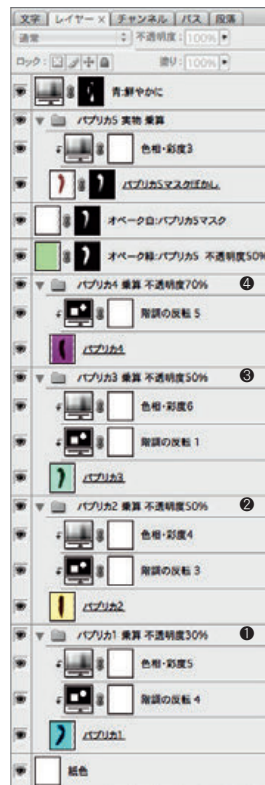 文字 レイヤー × チャンネル パス 段落
通常 不透明度: 100%
ロック: 塗り: 100%
青:鮮やかに
パプリカ5 実物 乗算
色相・彩度3
パプリカ5マスクぼかし
オペーク白:パプリカ5マスク
オペーク緑:パプリカ5 不透明度50%
パプリカ4 乗算 不透明度70% ❹
階調の反転 5
パプリカ4
パプリカ3 乗算 不透明度50% ❸
色相・彩度6
階調の反転 1
パプリカ3
パプリカ2 乗算 不透明度50% ❷
色相・彩度4
階調の反転 3
パプリカ2
パプリカ1 乗算 不透明度30% ❶
色相・彩度5
階調の反転 4
パプリカ1
紙色